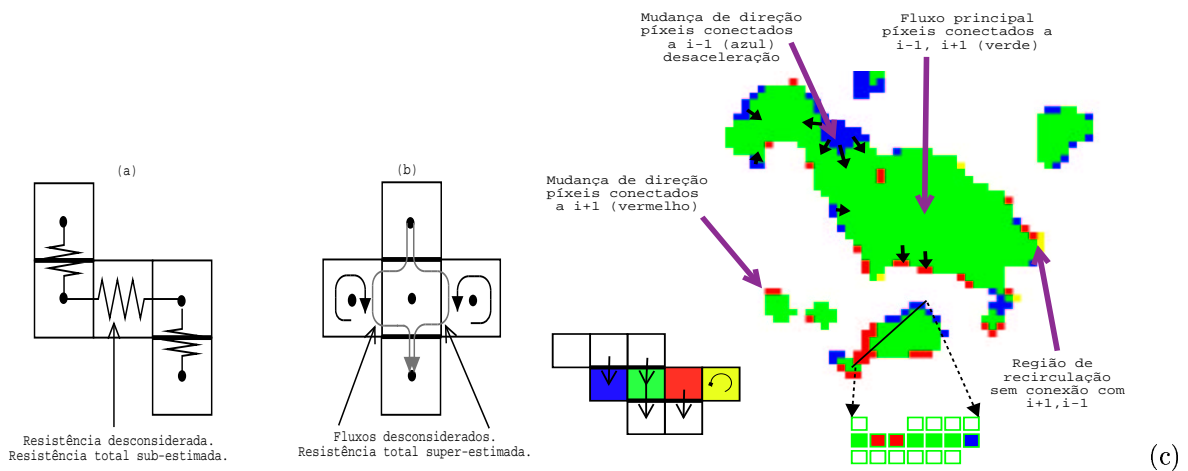 (a)
Resistência desconsiderada.
Resistência total sub-estimada.
(b)
Fluxos desconsiderados.
Resistência total super-estimada.
Mudança de direção
píxeis conectados
a i-1 (azul)
desaceleração
Fluxo principal
píxeis conectados a
i-1, i+1 (verde)
Mudança de direção
píxeis conectados
a i+1 (vermelho)
Região de
recirculação
sem conexão com
i+1,i-1
(c)